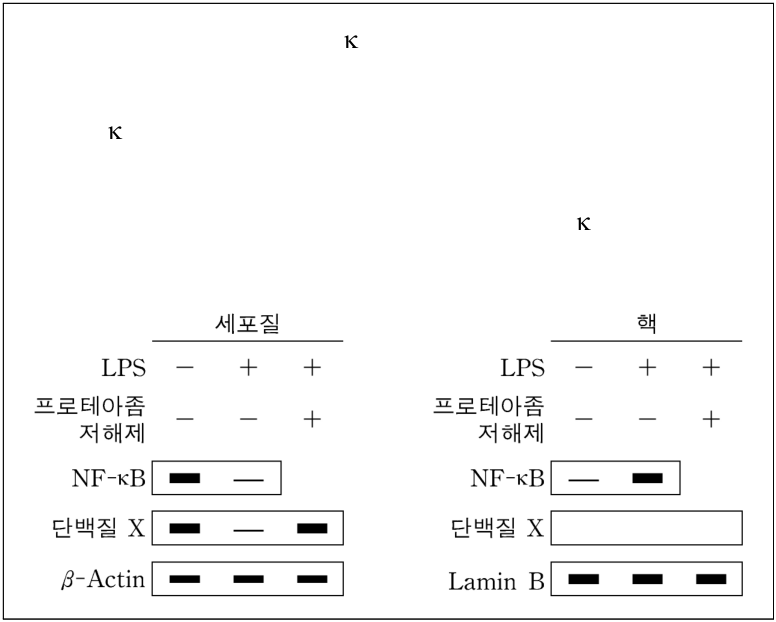 κ
κ
κ
세포질 핵
LPS − + + LPS − + +
프로테아좀 저해제 − − + 프로테아좀 저해제 − − +
NF-κB NF-κB
단백질 X 단백질 X
β-Actin Lamin B